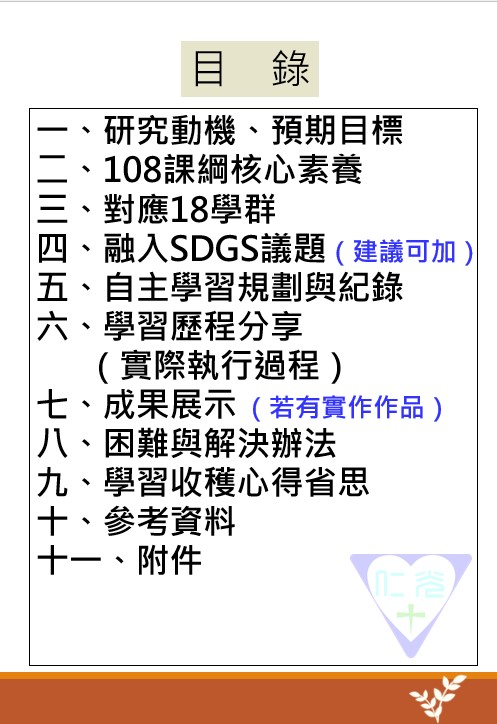 目 錄
一、研究動機、預期目標
二、108課綱核心素養
三、對應18學群
四、融入SDGS議題(建議可加)
五、自主學習規劃與紀錄
六、學習歷程分享
(實際執行過程)
七、成果展示(若有實作作品)
八、困難與解決辦法
九、學習收穫心得省思
十、參考資料
十一、附件
仁